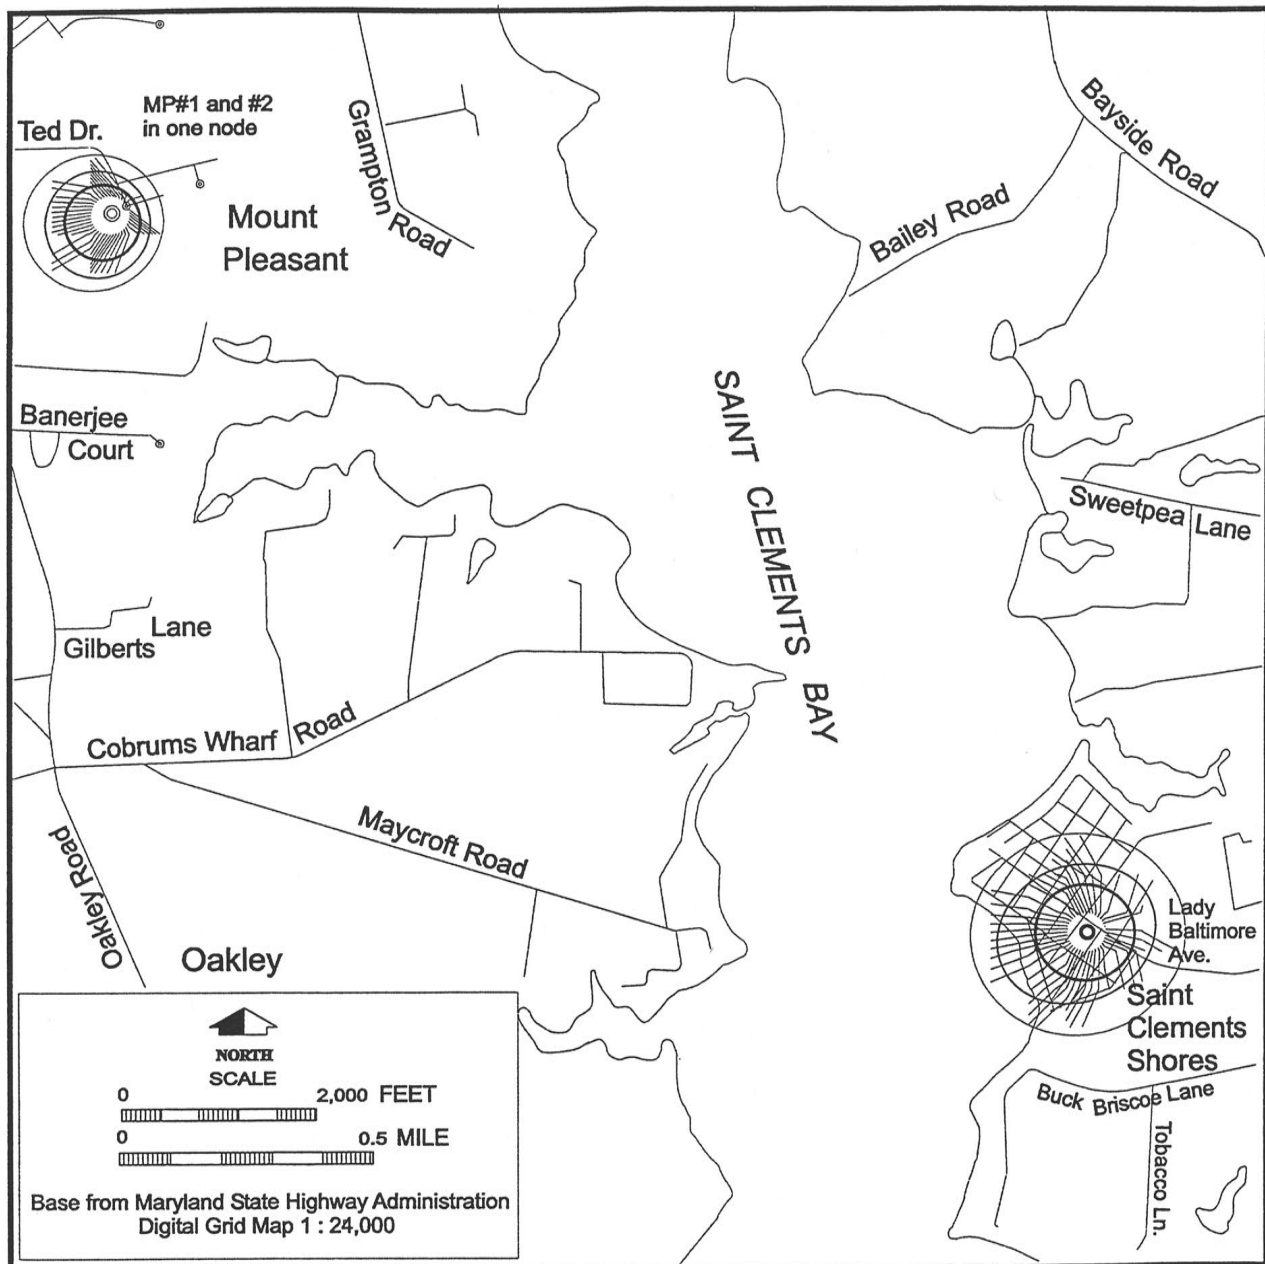 MP#1 and #2
in one node
Ted Dr.
Grampton Road
Mount
Pleasant
Bayside Road
Bailey Road
Banerjee
Court
SAINT CLEMENTS BAY
Sweetpea Lane
Gilberts Lane
Cobrums Wharf Road
Maycroft Road
Oakley Road
Oakley
Lady
Baltimore
Ave.
Saint
Clements
Shores
Buck Briscoe Lane
Tobacco Ln.
NORTH
SCALE
0 2,000 FEET
0 0.5 MILE
Base from Maryland State Highway Administration
Digital Grid Map 1 : 24,000